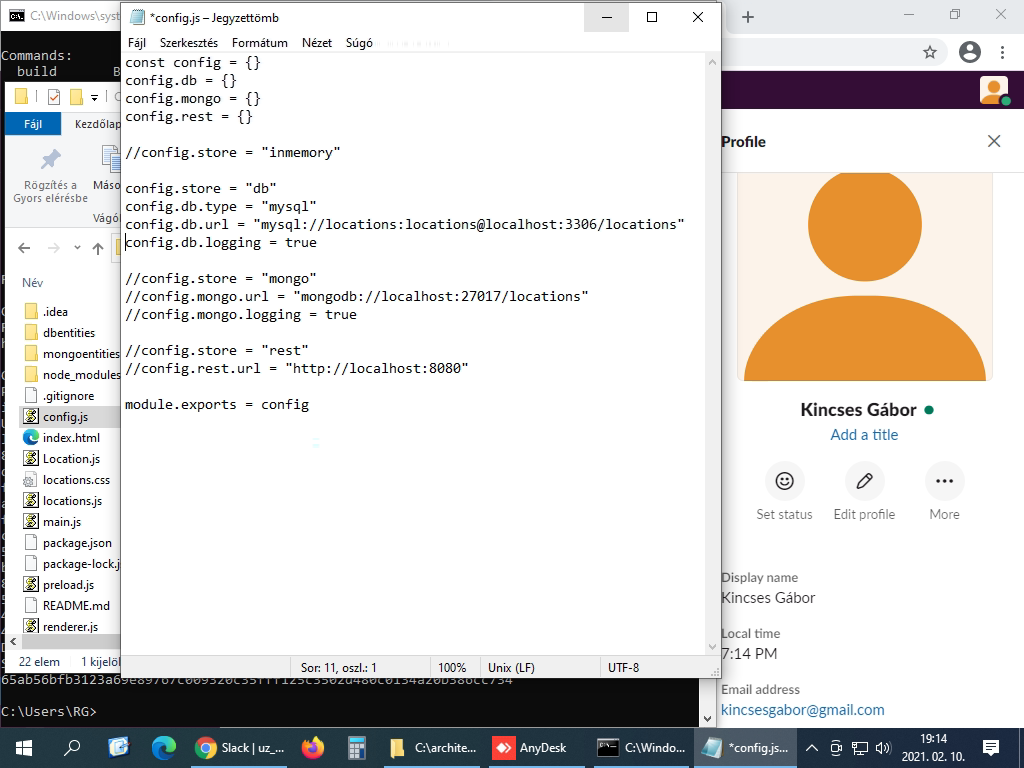 C:\Windows\syst
*config.js – Jegyzettömb
Fájl Szerkesztés Formátum Nézet Súgó
Commands:
build B
Fájl Kezdőlap
Rögzítés a
Gyors elérésbe
Máso
Vágól
Név
.idea
dbentities
mongoentities
node_modules
.gitignore
config.js
index.html
Location.js
locations.css
locations.js
main.js
package.json
package-lock.j
preload.js
README.md
renderer.js
22 elem 1 kijelöl
const config = {}
config.db = {}
config.mongo = {}
config.rest = {}
//config.store = "inmemory"
config.store = "db"
config.db.type = "mysql"
config.db.url = "mysql://locations:locations@localhost:3306/locations"
config.db.logging = true
//config.store = "mongo"
//config.mongo.url = "mongodb://localhost:27017/locations"
//config.mongo.logging = true
//config.store = "rest"
//config.rest.url = "http://localhost:8080"
module.exports = config
Sor: 11, oszl.: 1 100% Unix (LF) UTF-8
C:\Users\RG>
Profile
Kincses Gábor
Add a title
Set status Edit profile More
Display name
Kincses Gábor
Local time
7:14 PM
Email address
kincsesgabor@gmail.com
Slack | uz_...
C:\archite...
AnyDesk
C:\Windo...
*config.js...
19:14
2021. 02. 10.